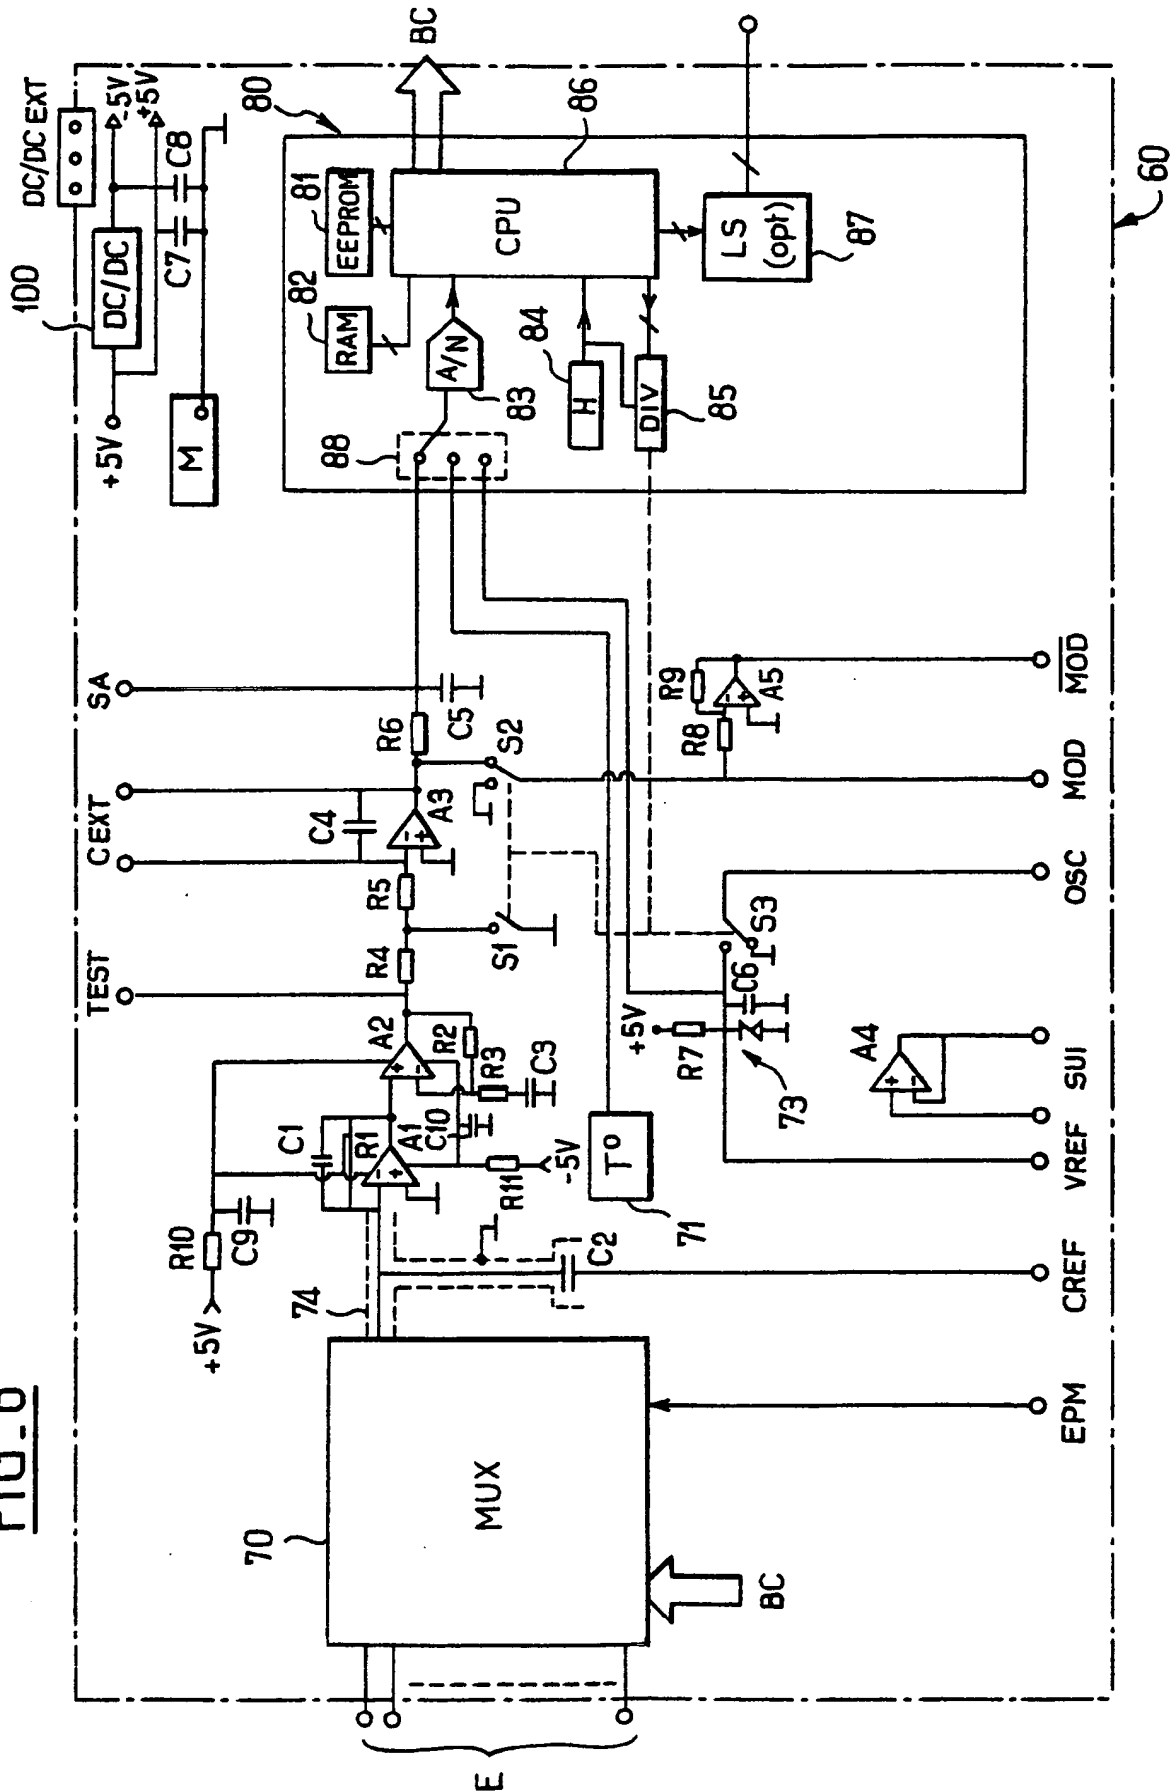 FIG_6
DC/DC EXT
100
+5V
DC/DC
-5V
+5V
C7
C8
M
80
BC
82
81
RAM
EEPROM
88
A/N
83
CPU
86
84
H
DIV
85
LS
(opt)
87
60
TEST
C EXT
SA
R10
+5V
C9
C1
R1
A1
A2
C10
R2
R3
C3
R11
-5V
R4
R5
C4
A3
R6
C5
S1
S2
74
C2
70
MUX
BC
E
T°
71
+5V
R7
73
C6
S3
A4
R8
R9
A5
EPM
CREF
VREF
SUI
OSC
MOD
MOD